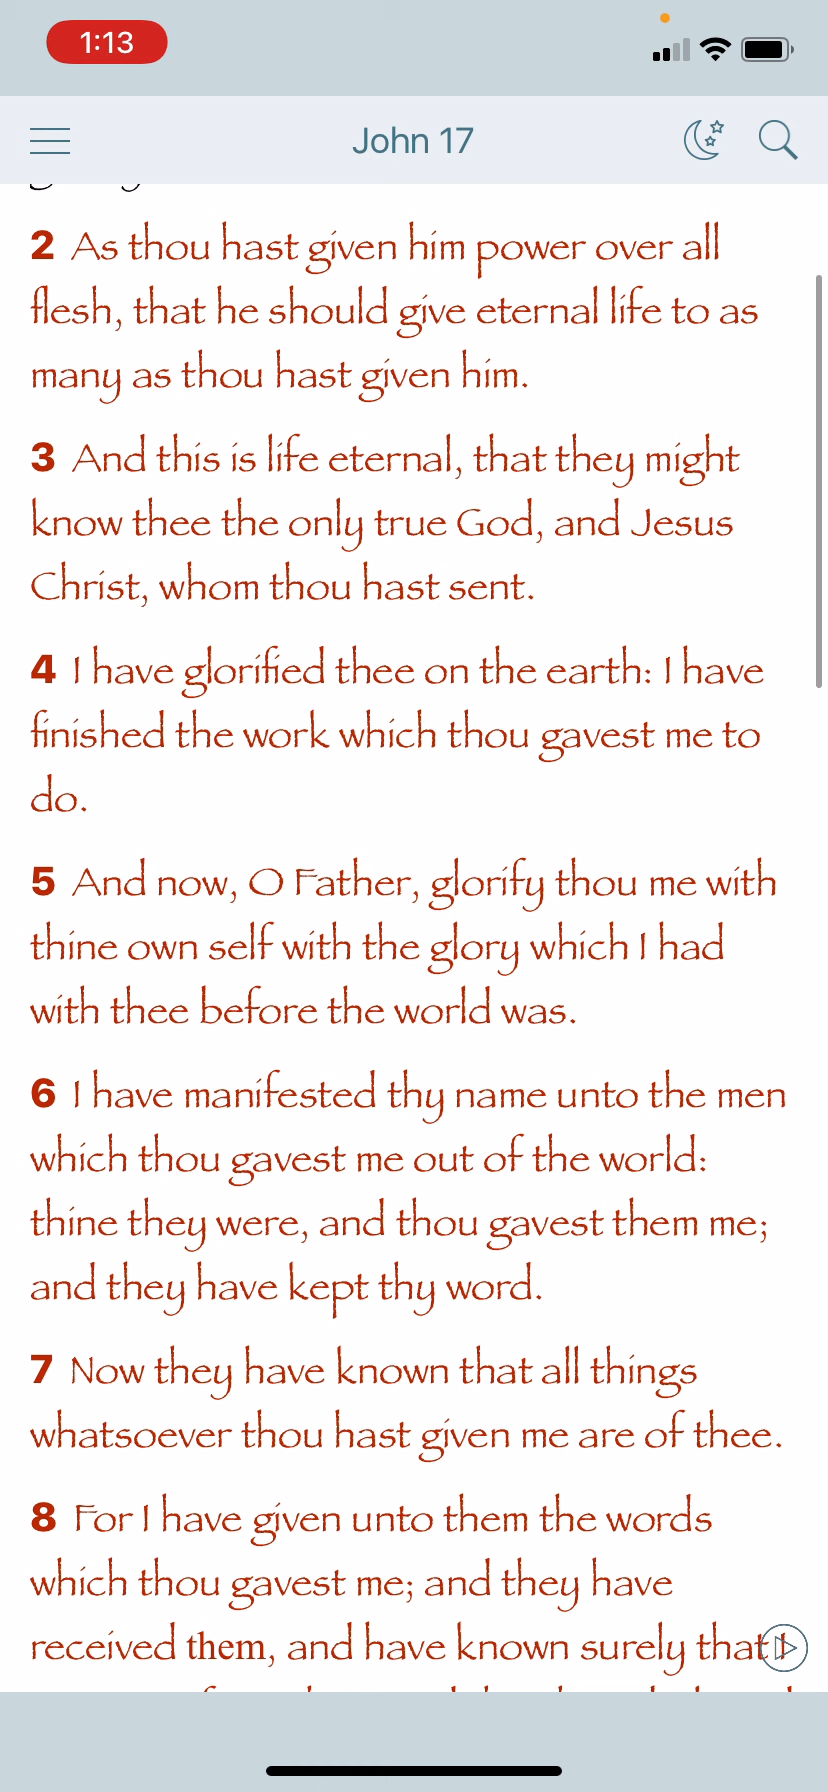 1:13
John 17
2 As thou hast given him power over all
flesh, that he should give eternal life to as
many as thou hast given him.
3 And this is life eternal, that they might
know thee the only true God, and Jesus
Christ, whom thou hast sent.
4 I have glorified thee on the earth: I have
finished the work which thou gavest me to
do.
5 And now, O Father, glorify thou me with
thine own self with the glory which I had
with thee before the world was.
6 I have manifested thy name unto the men
which thou gavest me out of the world:
thine they were, and thou gavest them me;
and they have kept thy word.
7 Now they have known that all things
whatsoever thou hast given me are of thee.
8 For I have given unto them the words
which thou gavest me; and they have
received them, and have known surely that I